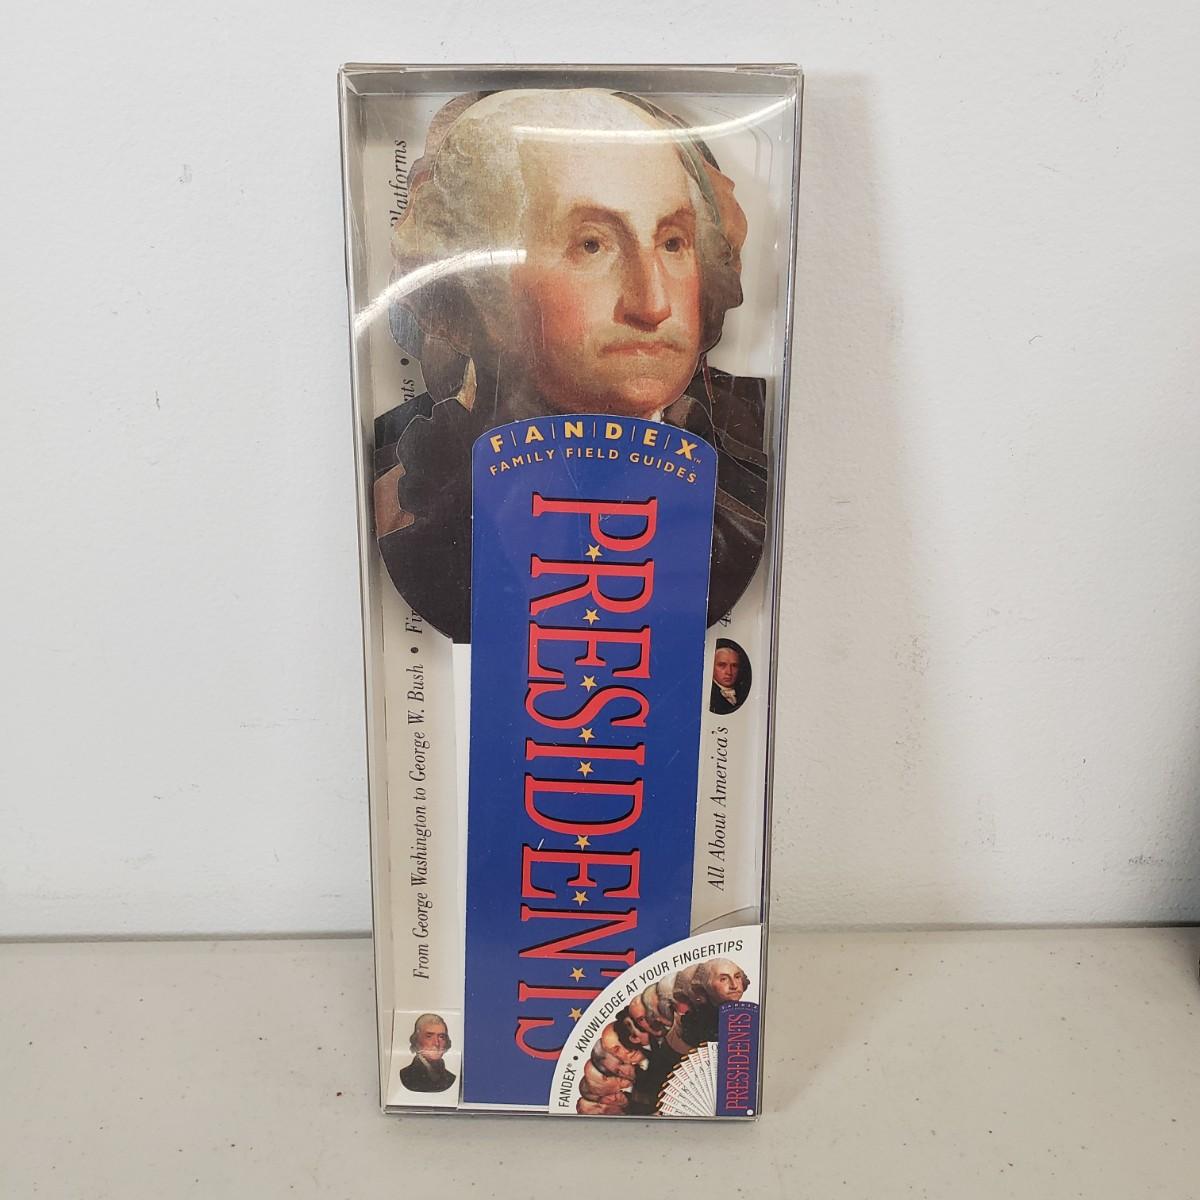 FANDEX™
FAMILY FIELD GUIDES
PRESIDENTS
From George Washington to George W. Bush •
Platforms
All About America's
FANDEX® • KNOWLEDGE AT YOUR FINGERTIPS
PRESIDENTS